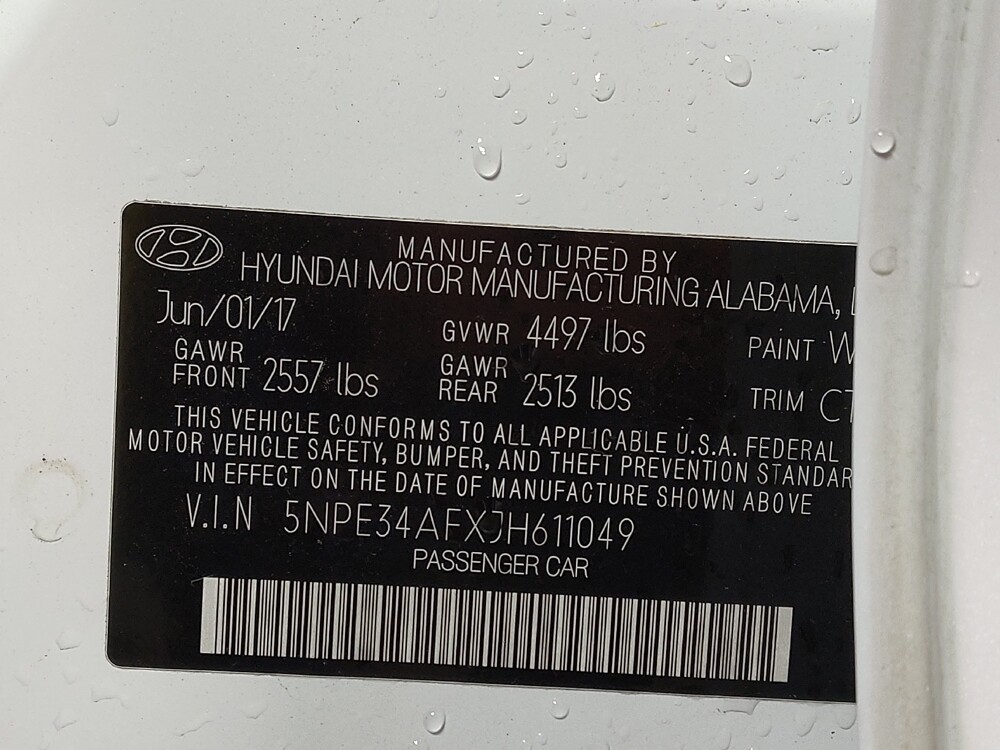 MANUFACTURED BY
HYUNDAI MOTOR MANUFACTURING ALABAMA,
Jun/01/17
GVWR 4497 lbs
PAINT
GAWR
FRONT 2557 lbs
GAWR
REAR 2513 lbs
TRIM
THIS VEHICLE CONFORMS TO ALL APPLICABLE U.S.A. FEDERAL
MOTOR VEHICLE SAFETY, BUMPER, AND THEFT PREVENTION STANDAR
IN EFFECT ON THE DATE OF MANUFACTURE SHOWN ABOVE
V.I.N 5NPE34AFXJH611049
PASSENGER CAR